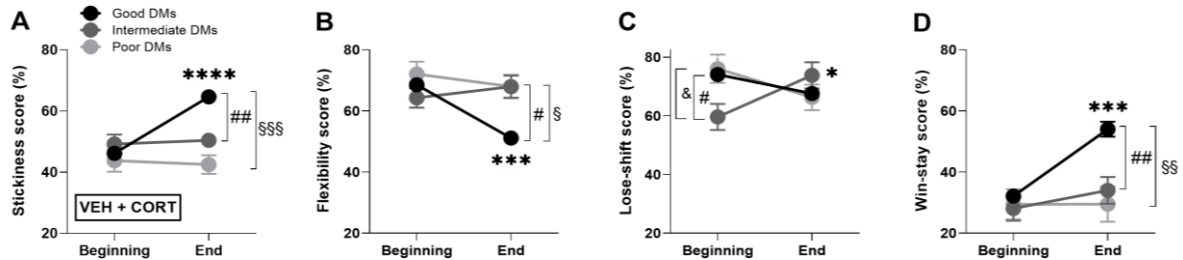 A
Good DMs
Intermediate DMs
Poor DMs
Stickiness score (%)
80
60
40
20
****
##
§§§
VEH + CORT
Beginning
End
B
Flexibility score (%)
80
60
40
20
#
§
***
Beginning
End
C
Lose-shift score (%)
80
60
40
20
&
#
*
Beginning
End
D
Win-stay score (%)
80
60
40
20
***
##
§§
Beginning
End